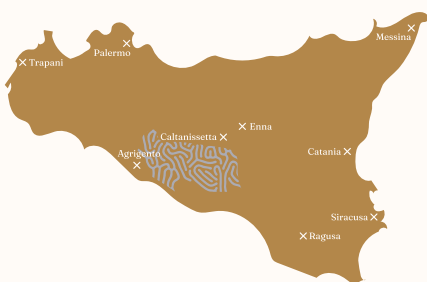 Messina
Palermo
Trapani
Enna
Caltanissetta
Catania
Agrigento
Siracusa
Ragusa